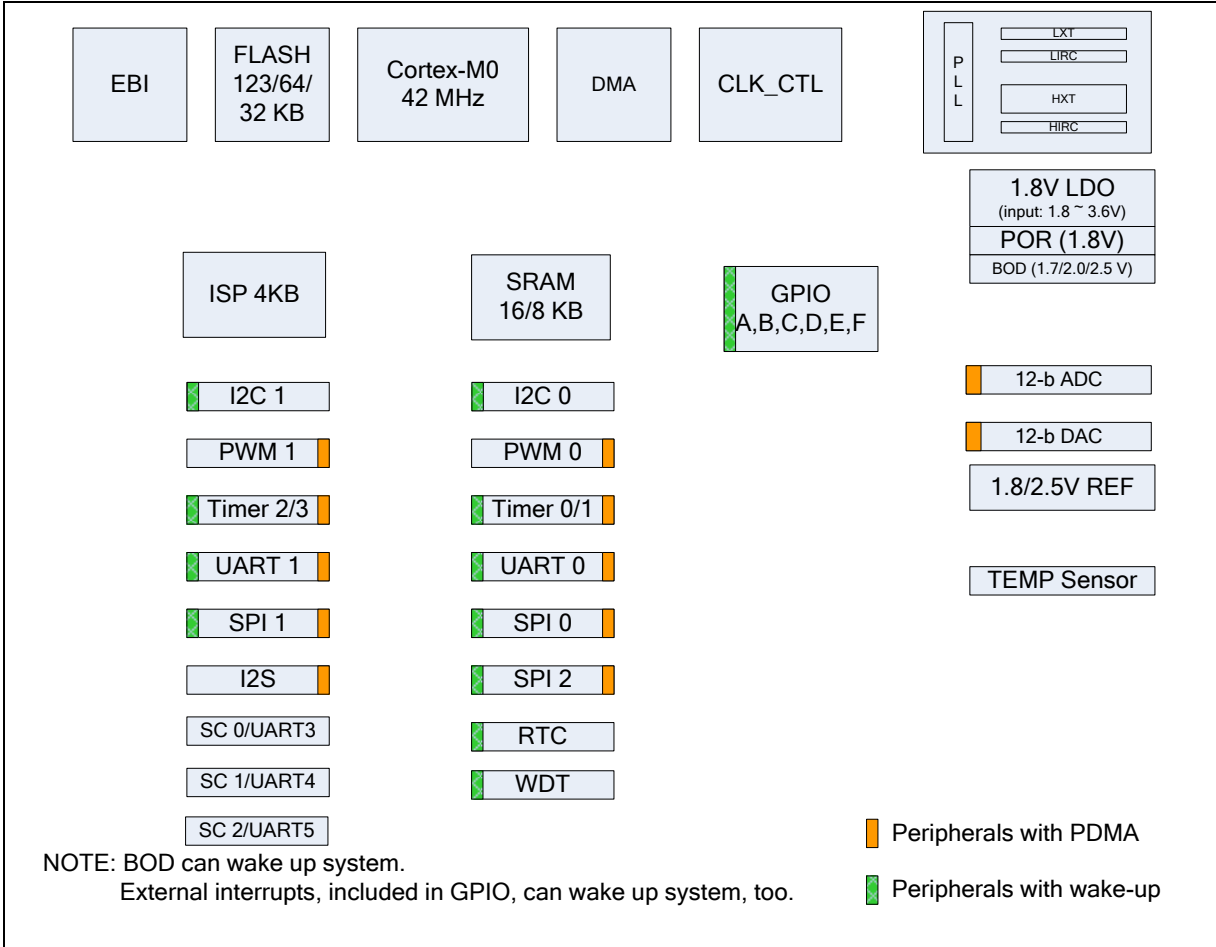 EBI
FLASH
123/64/
32 KB
Cortex-M0
42 MHz
DMA
CLK_CTL
P
L
L
LXT
LIRC
HXT
HIRC
1.8V LDO
(input: 1.8 ~ 3.6V)
POR (1.8V)
BOD (1.7/2.0/2.5 V)
ISP 4KB
SRAM
16/8 KB
GPIO
A,B,C,D,E,F
I2C 1
I2C 0
12-b ADC
PWM 1
PWM 0
12-b DAC
1.8/2.5V REF
Timer 2/3
Timer 0/1
UART 1
UART 0
TEMP Sensor
SPI 1
SPI 0
I2S
SPI 2
SC 0/UART3
RTC
SC 1/UART4
WDT
SC 2/UART5
Peripherals with PDMA
NOTE: BOD can wake up system.
External interrupts, included in GPIO, can wake up system, too.
Peripherals with wake-up